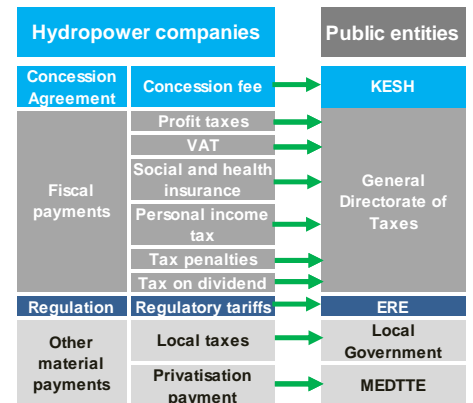 Hydropower companies
Public entities
Concession
Agreement
Concession fee
KESH
Fiscal
payments
Profit taxes
VAT
Social and health
insurance
Personal income
tax
Tax penalties
Tax on dividend
General
Directorate of
Taxes
Regulation
Regulatory tariffs
ERE
Other
material
payments
Local taxes
Local
Government
Privatisation
payment
MEDTTE